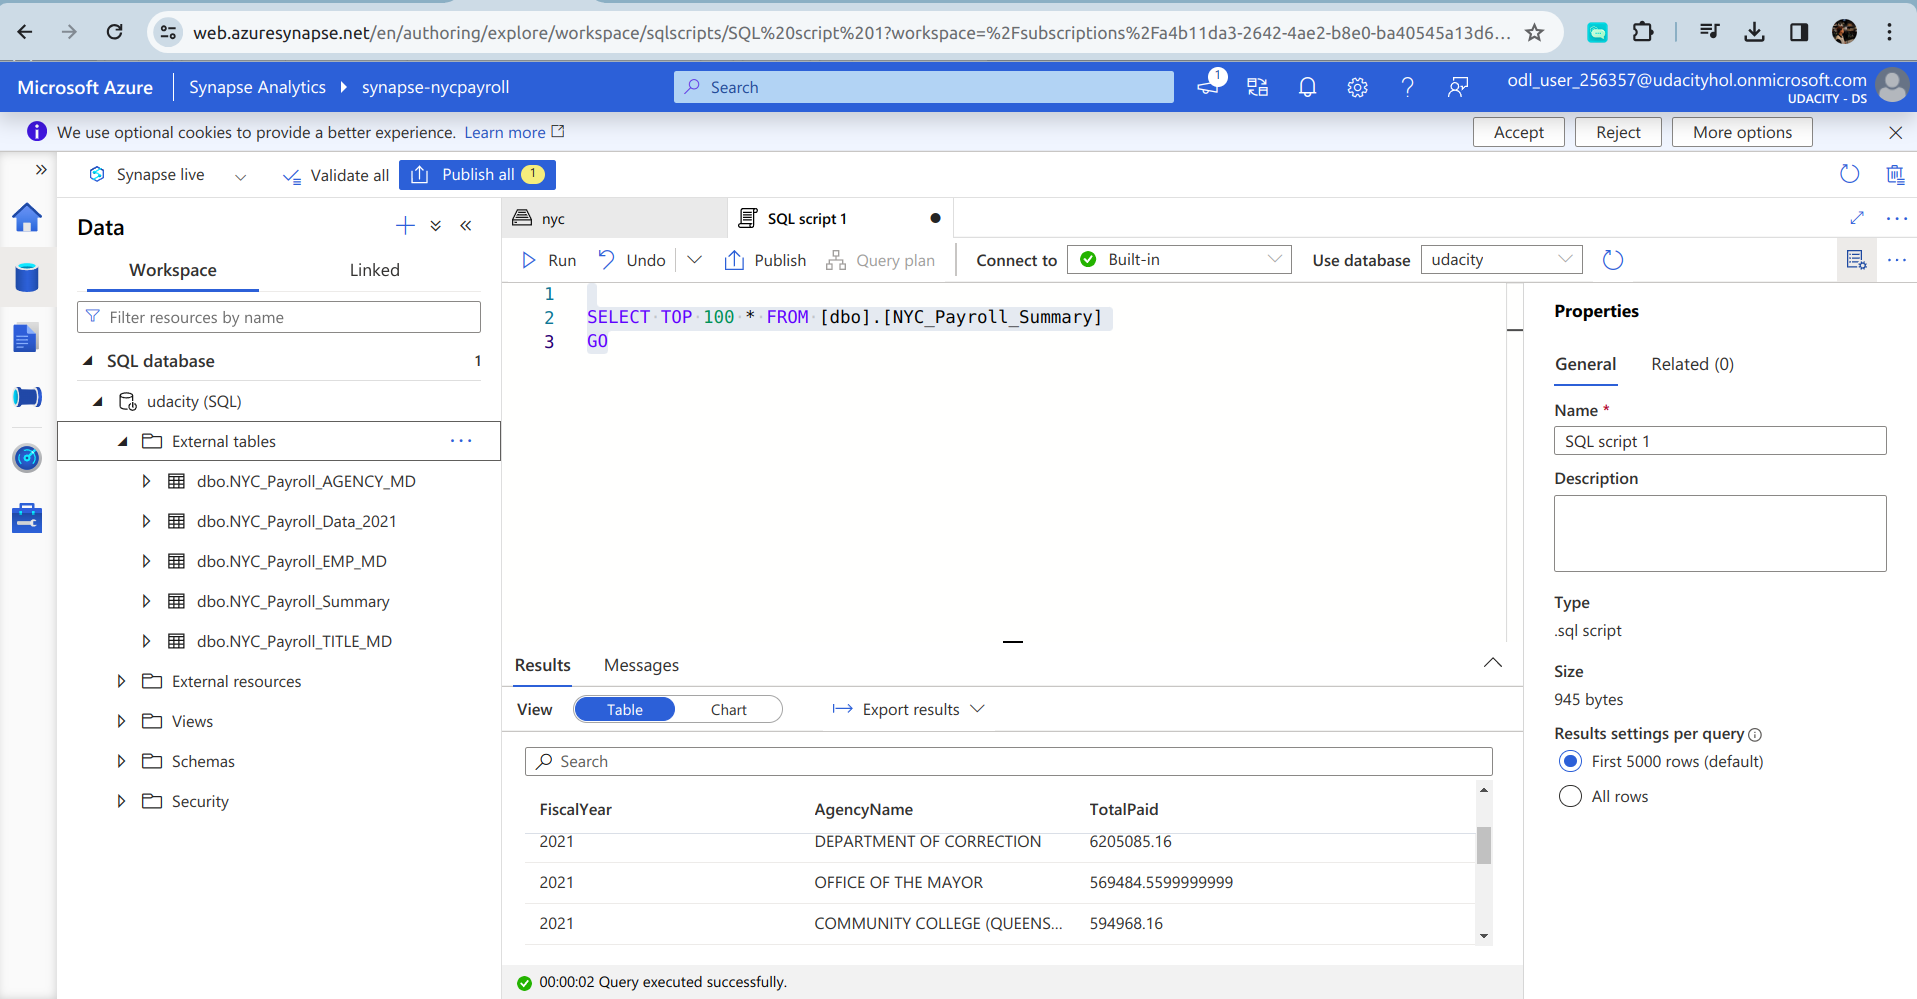 web.azuresynapse.net/en/authoring/explore/workspace/sqlscripts/SQL%20script%201?workspace=%2Fsubscriptions%2Fa4b11da3-2642-4ae2-b8e0-ba40545a13d6...
Microsoft Azure
Synapse Analytics
synapse-nycpayroll
Search
1
odl_user_256357@udacityhol.onmicrosoft.com
UDACITY - DS
We use optional cookies to provide a better experience. Learn more
Accept
Reject
More options
Synapse live
Validate all
Publish all 1
Data
Workspace
Linked
Filter resources by name
SQL database 1
udacity (SQL)
External tables
dbo.NYC_Payroll_AGENCY_MD
dbo.NYC_Payroll_Data_2021
dbo.NYC_Payroll_EMP_MD
dbo.NYC_Payroll_Summary
dbo.NYC_Payroll_TITLE_MD
External resources
Views
Schemas
Security
nyc
SQL script 1
Run
Undo
Publish
Query plan
Connect to
Built-in
Use database
udacity
1
2 SELECT TOP 100 * FROM [dbo].[NYC_Payroll_Summary]
3 GO
Results
Messages
View
Table
Chart
Export results
Search
FiscalYear AgencyName TotalPaid
2021 DEPARTMENT OF CORRECTION 6205085.16
2021 OFFICE OF THE MAYOR 569484.5599999999
2021 COMMUNITY COLLEGE (QUEENS... 594968.16
00:00:02 Query executed successfully.
Properties
General
Related (0)
Name *
SQL script 1
Description
Type
.sql script
Size
945 bytes
Results settings per query
First 5000 rows (default)
All rows